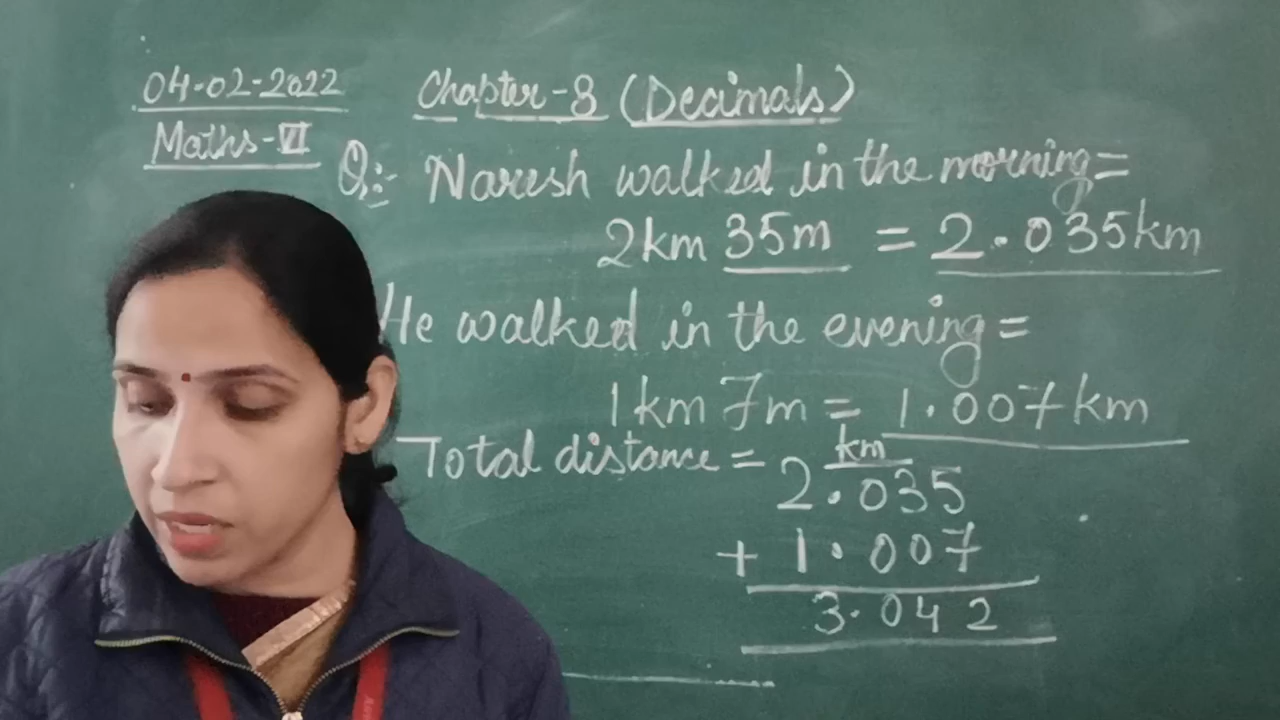 04-02-2022
Maths-VI
Chapter-8 (Decimals)
Q:- Naresh walked in the morning=
2km 35m = 2.035km
He walked in the evening=
1km 7m = 1.007km
Total distance = km
2.035
+ 1.007
3.042